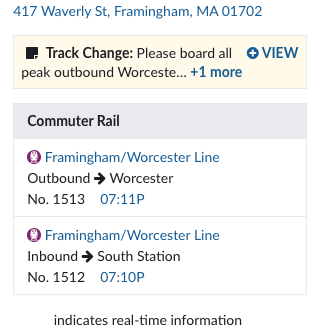 417 Waverly St, Framingham, MA 01702
Track Change: Please board all
VIEW
peak outbound Worceste... +1 more
Commuter Rail
Framingham/Worcester Line
Outbound → Worcester
No. 1513 07:11P
Framingham/Worcester Line
Inbound → South Station
No. 1512 07:10P
indicates real-time information